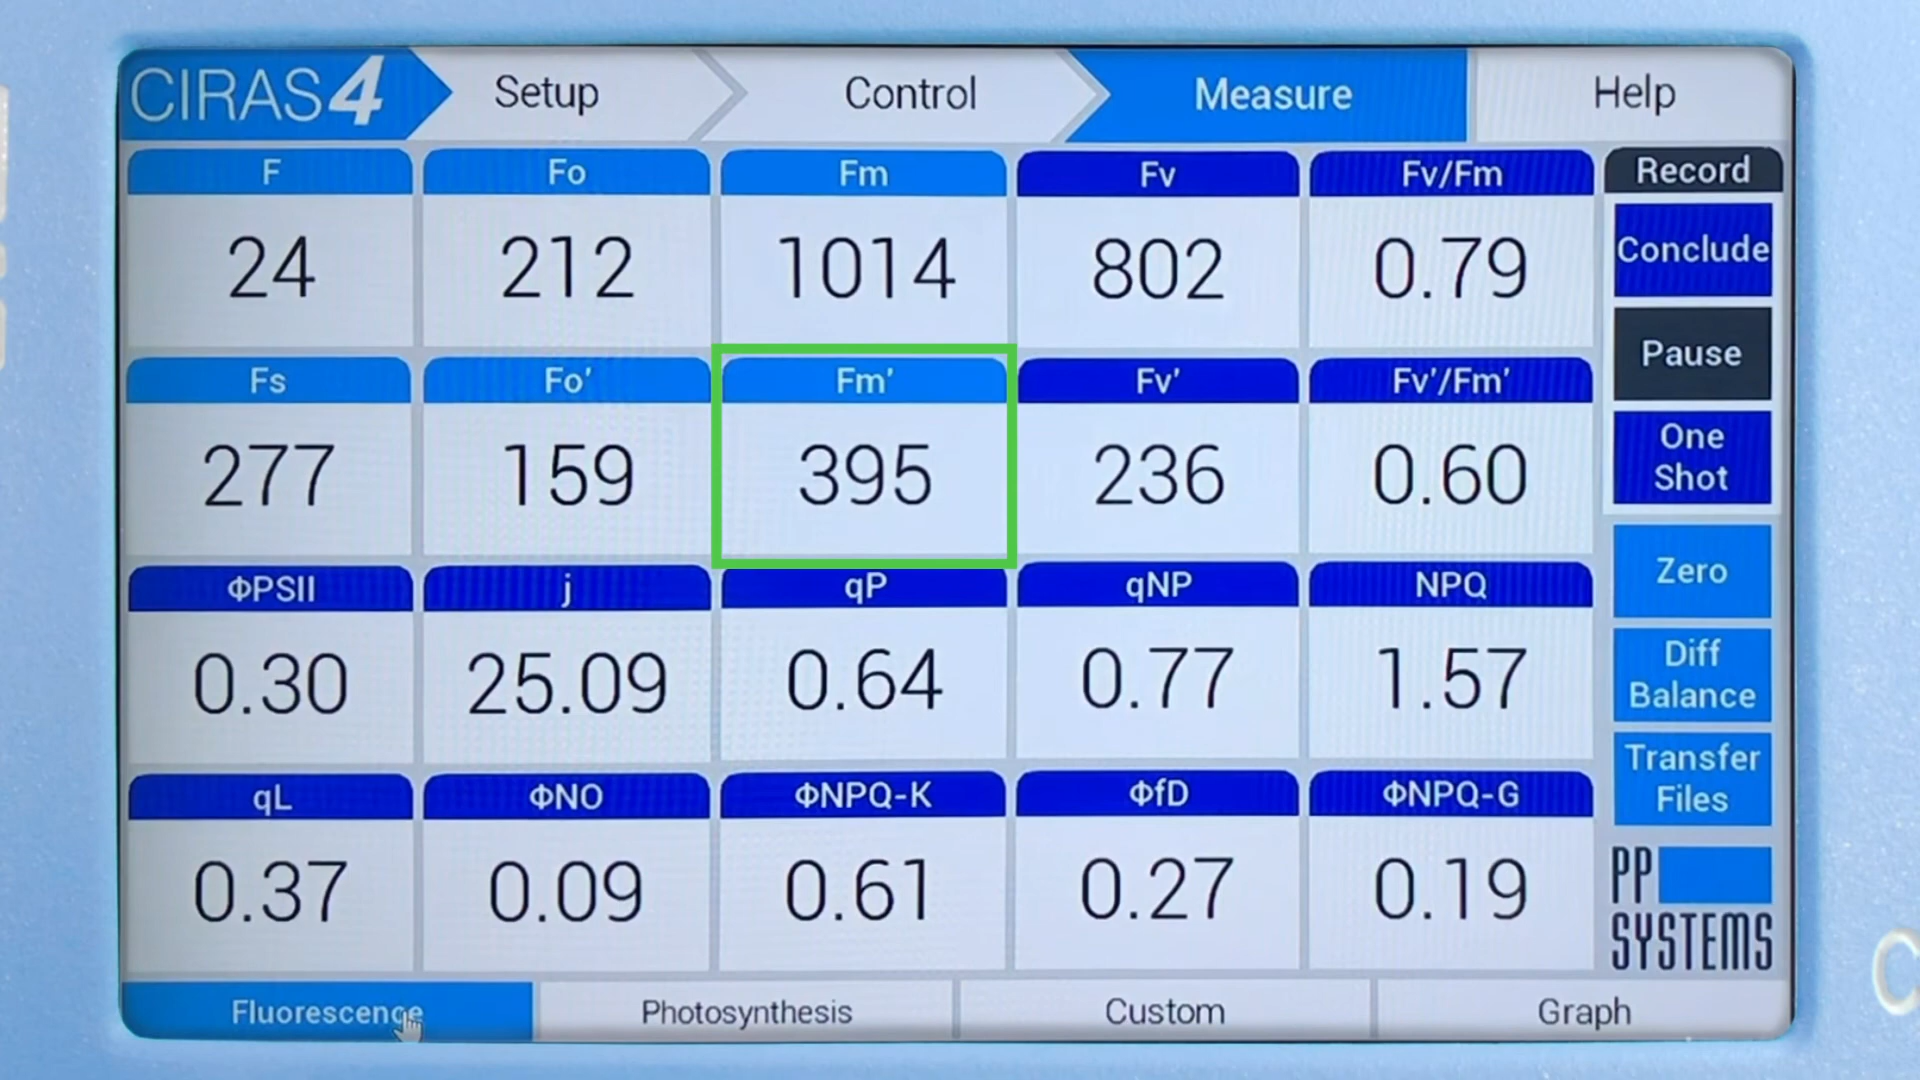 CIRAS 4 Setup Control Measure Help
F Fo Fm Fv Fv/Fm Record
24 212 1014 802 0.79 Conclude
Pause
Fs Fo' Fm' Fv' Fv'/Fm'
277 159 395 236 0.60 One
Shot
ΦPSII j qP qNP NPQ Zero
0.30 25.09 0.64 0.77 1.57 Diff
Balance
Transfer
Files
qL ΦNO ΦNPQ-K ΦfD ΦNPQ-G
0.37 0.09 0.61 0.27 0.19 PP
SYSTEMS
Fluorescence Photosynthesis Custom Graph